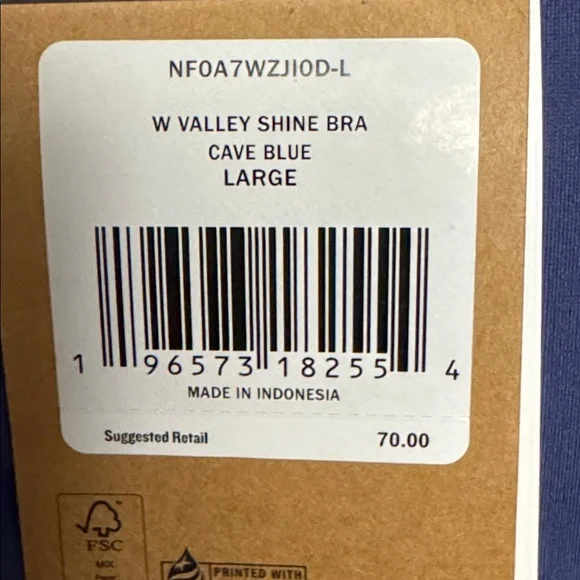 NF0A7WZJI0D-L
W VALLEY SHINE BRA
CAVE BLUE
LARGE
1 96573 18255 4
MADE IN INDONESIA
Suggested Retail 70.00
FSC
MIX
PRINTED WITH